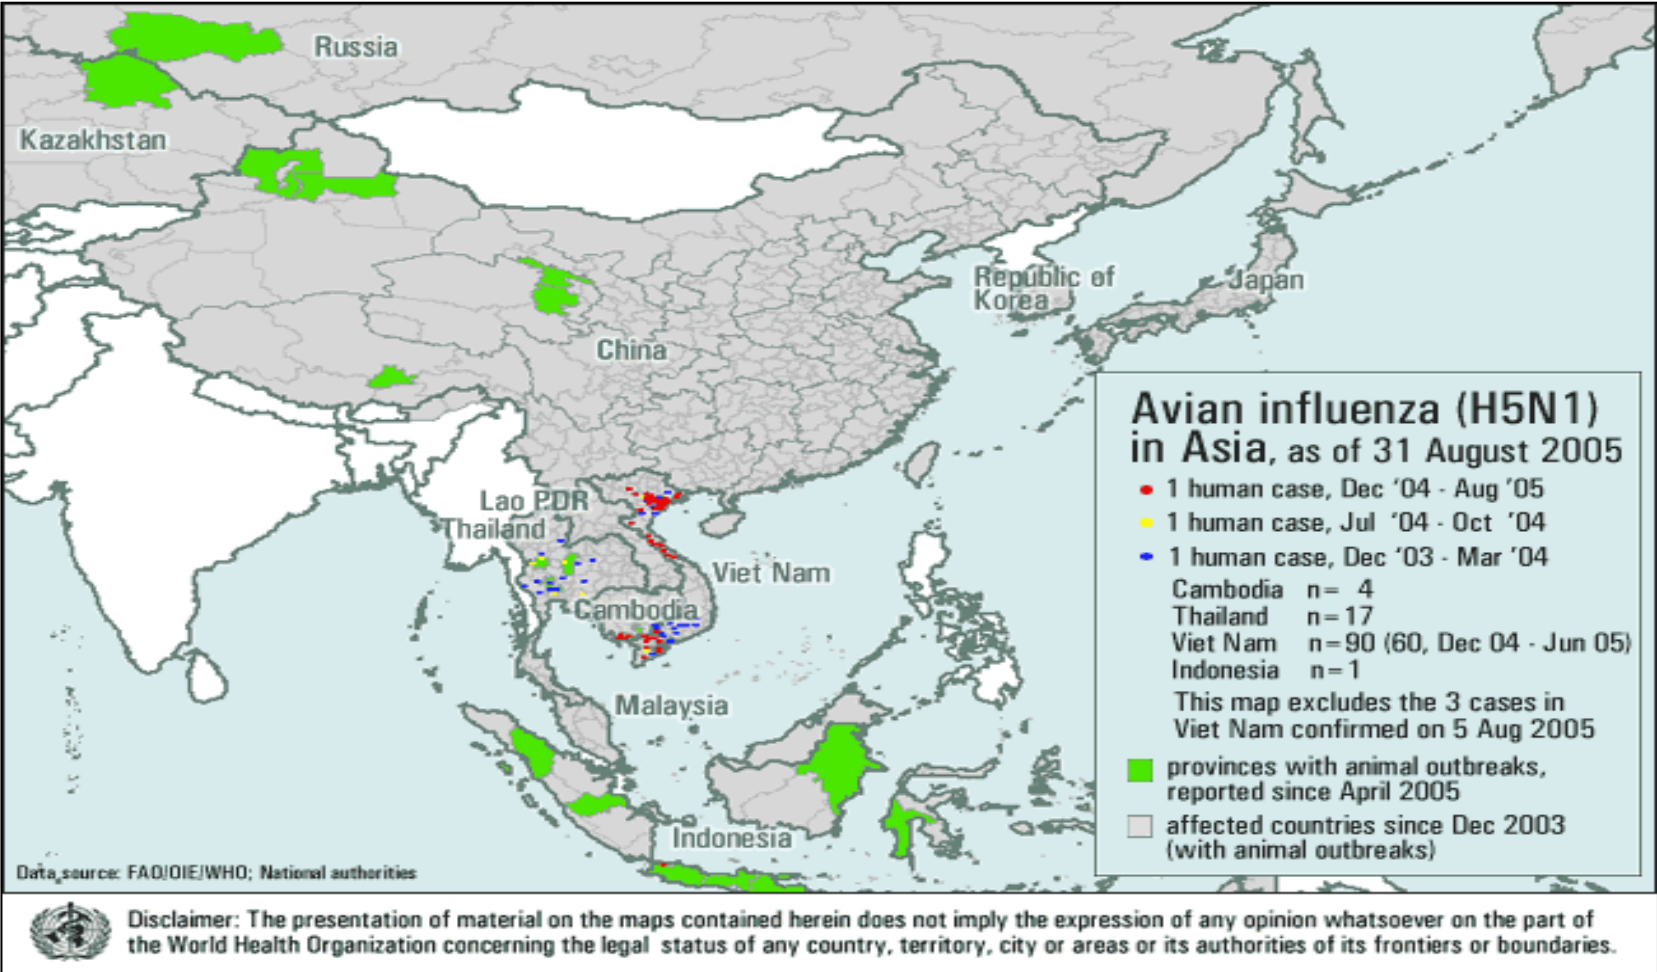 Russia
Kazakhstan
Republic of
Korea
Japan
China
Lao PDR
Thailand
Viet Nam
Cambodia
Malaysia
Indonesia
Avian influenza (H5N1)
in Asia, as of 31 August 2005
1 human case, Dec '04 - Aug '05
1 human case, Jul '04 - Oct '04
1 human case, Dec '03 - Mar '04
Cambodia n= 4
Thailand n=17
Viet Nam n=90 (60, Dec 04 - Jun 05)
Indonesia n=1
This map excludes the 3 cases in
Viet Nam confirmed on 5 Aug 2005
provinces with animal outbreaks,
reported since April 2005
affected countries since Dec 2003
(with animal outbreaks)
Data source: FAO/OIE/WHO; National authorities
Disclaimer: The presentation of material on the maps contained herein does not imply the expression of any opinion whatsoever on the part of
the World Health Organization concerning the legal status of any country, territory, city or areas or its authorities of its frontiers or boundaries.